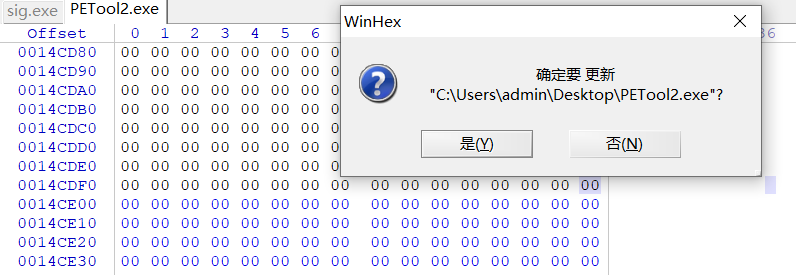 sig.exe PETool2.exe
Offset 0 1 2 3 4 5 6
WinHex
确定要 更新
"C:\Users\admin\Desktop\PETool2.exe"?
是(Y) 否(N)
0014CD80 00 00 00 00 00 00 00
0014CD90 00 00 00 00 00 00 00
0014CDA0 00 00 00 00 00 00 00
0014CDB0 00 00 00 00 00 00 00
0014CDC0 00 00 00 00 00 00 00
0014CDD0 00 00 00 00 00 00 00
0014CDE0 00 00 00 00 00 00 00
0014CDF0 00 00 00 00 00 00 00 00 00 00 00 00 00 00 00 00
0014CE00 00 00 00 00 00 00 00 00 00 00 00 00 00 00 00 00
0014CE10 00 00 00 00 00 00 00 00 00 00 00 00 00 00 00 00
0014CE20 00 00 00 00 00 00 00 00 00 00 00 00 00 00 00 00
0014CE30 00 00 00 00 00 00 00 00 00 00 00 00 00 00 00 00